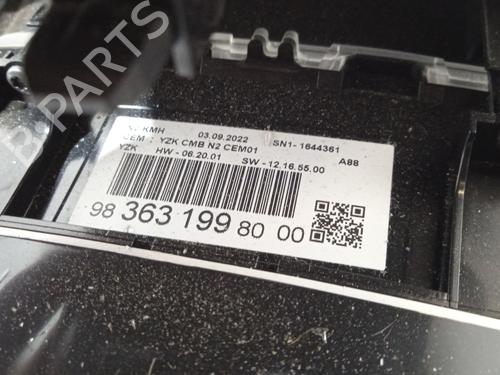 B-PARTS
KMH 03.09.2022 SN1- 1644361
CEM : YZK CMB N2 CEM01 A88
YZK HW - 06.20.01 SW - 12.16.55.00
98 363 199 80 00